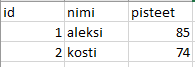 id nimi pisteet
1 aleksi 85
2 kosti 74